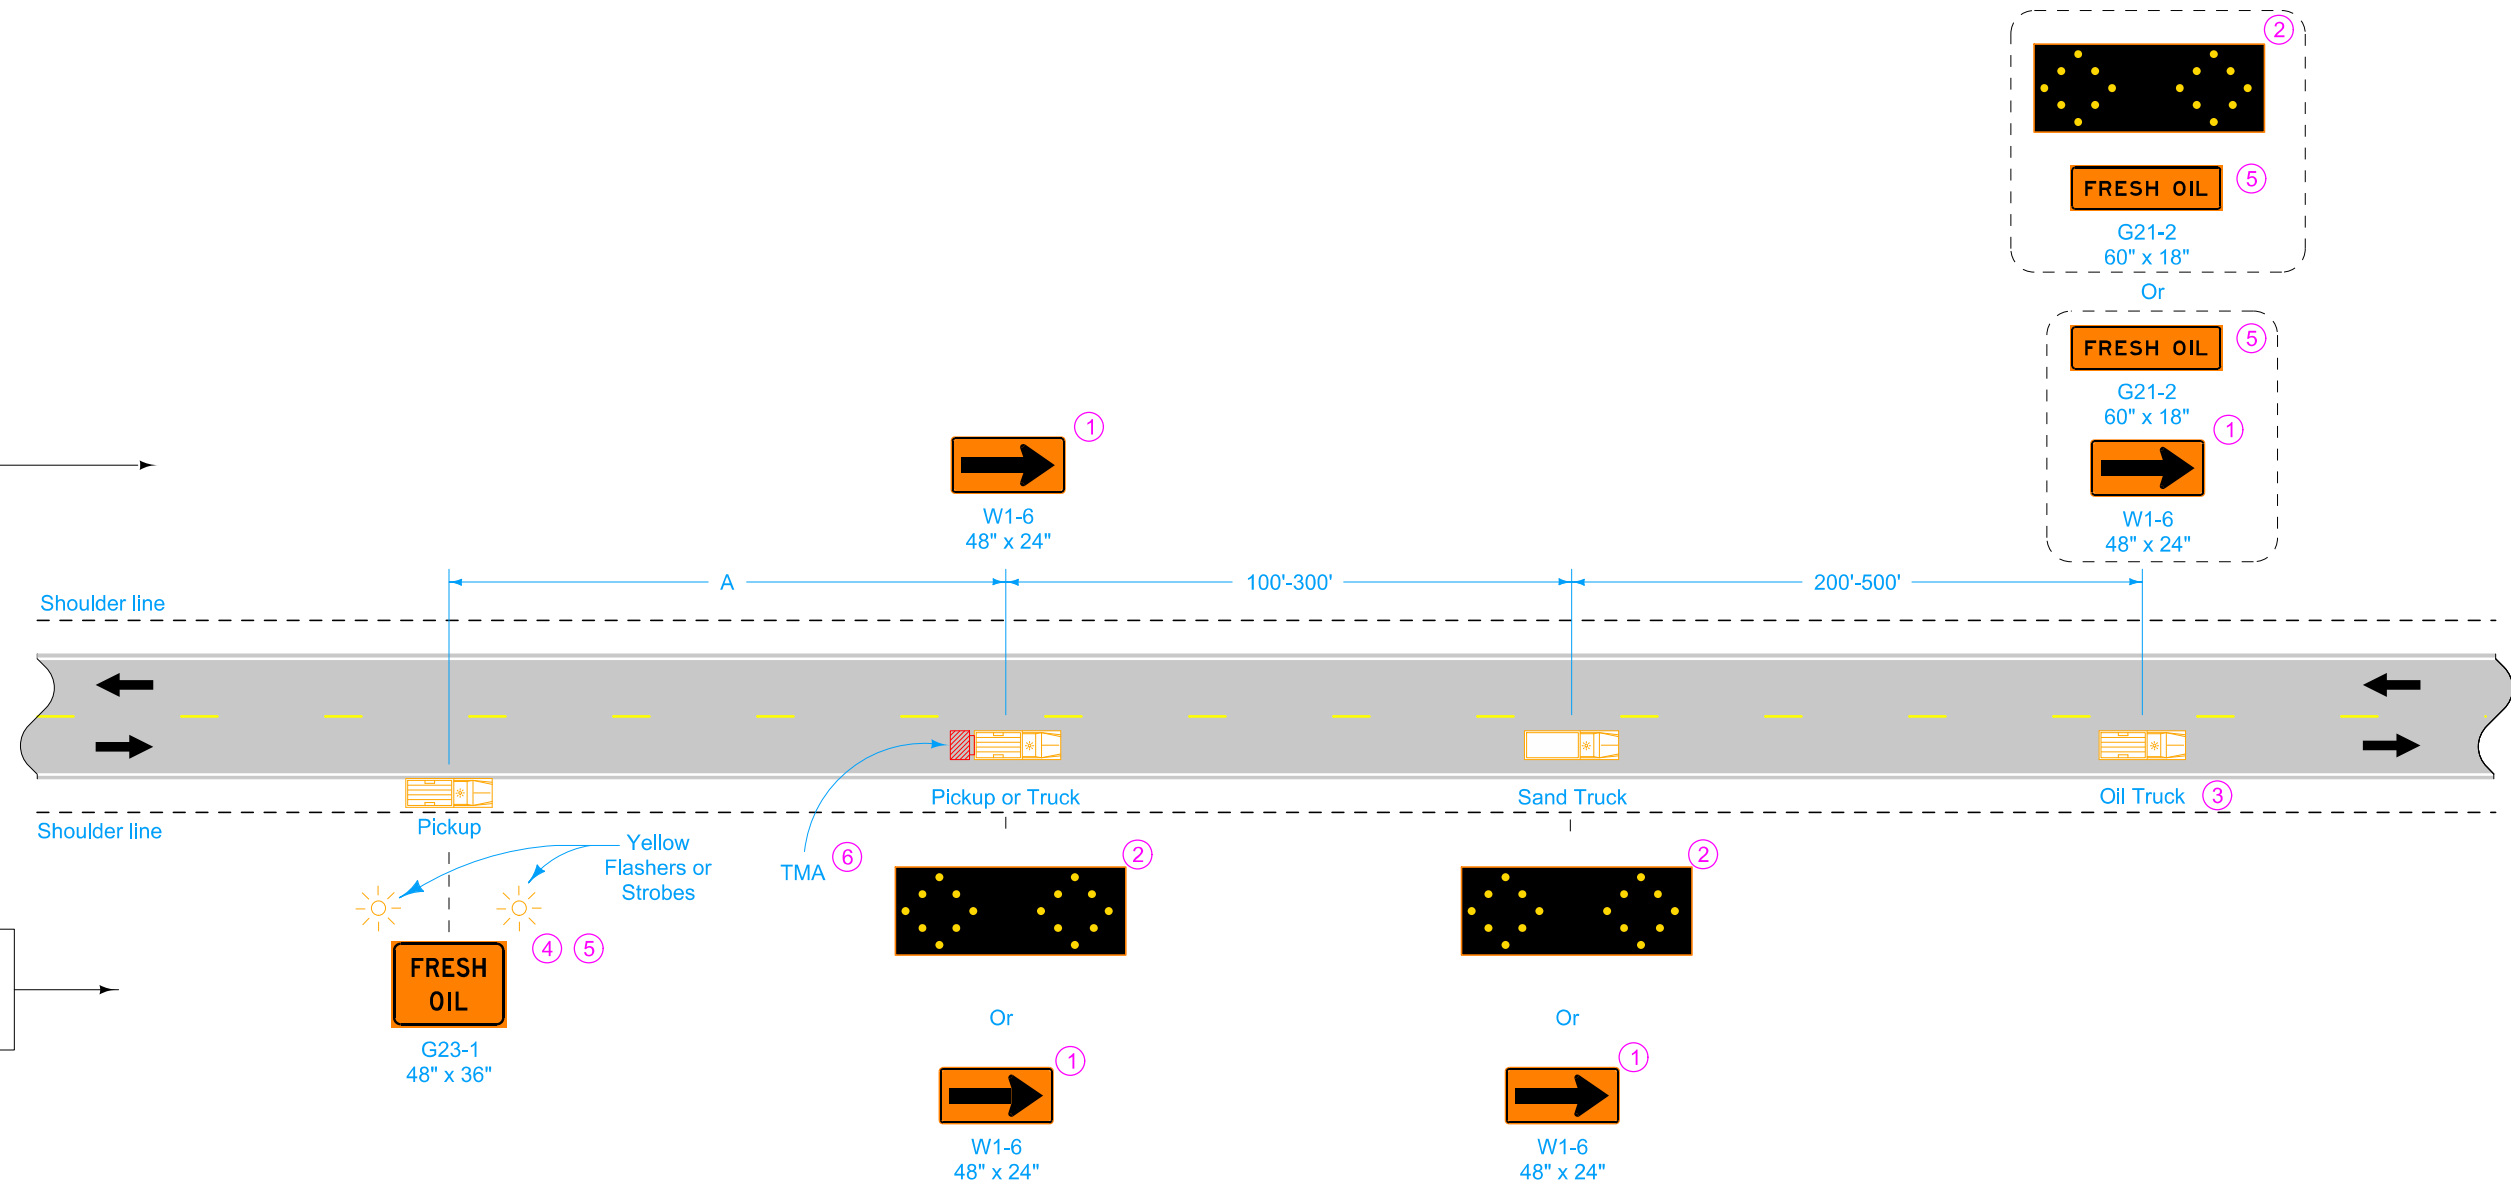 2
FRESH OIL
5
G21-2
60" x 18"
Or
FRESH OIL
5
G21-2
60" x 18"
1
W1-6
48" x 24"
1
W1-6
48" x 24"
A
100'-300'
200'-500'
Shoulder line
Shoulder line
Pickup
Pickup or Truck
Sand Truck
Oil Truck
3
Yellow
Flashers or
Strobes
TMA
6
2
2
4
5
FRESH
OIL
G23-1
48" x 36"
Or
1
W1-6
48" x 24"
Or
1
W1-6
48" x 24"